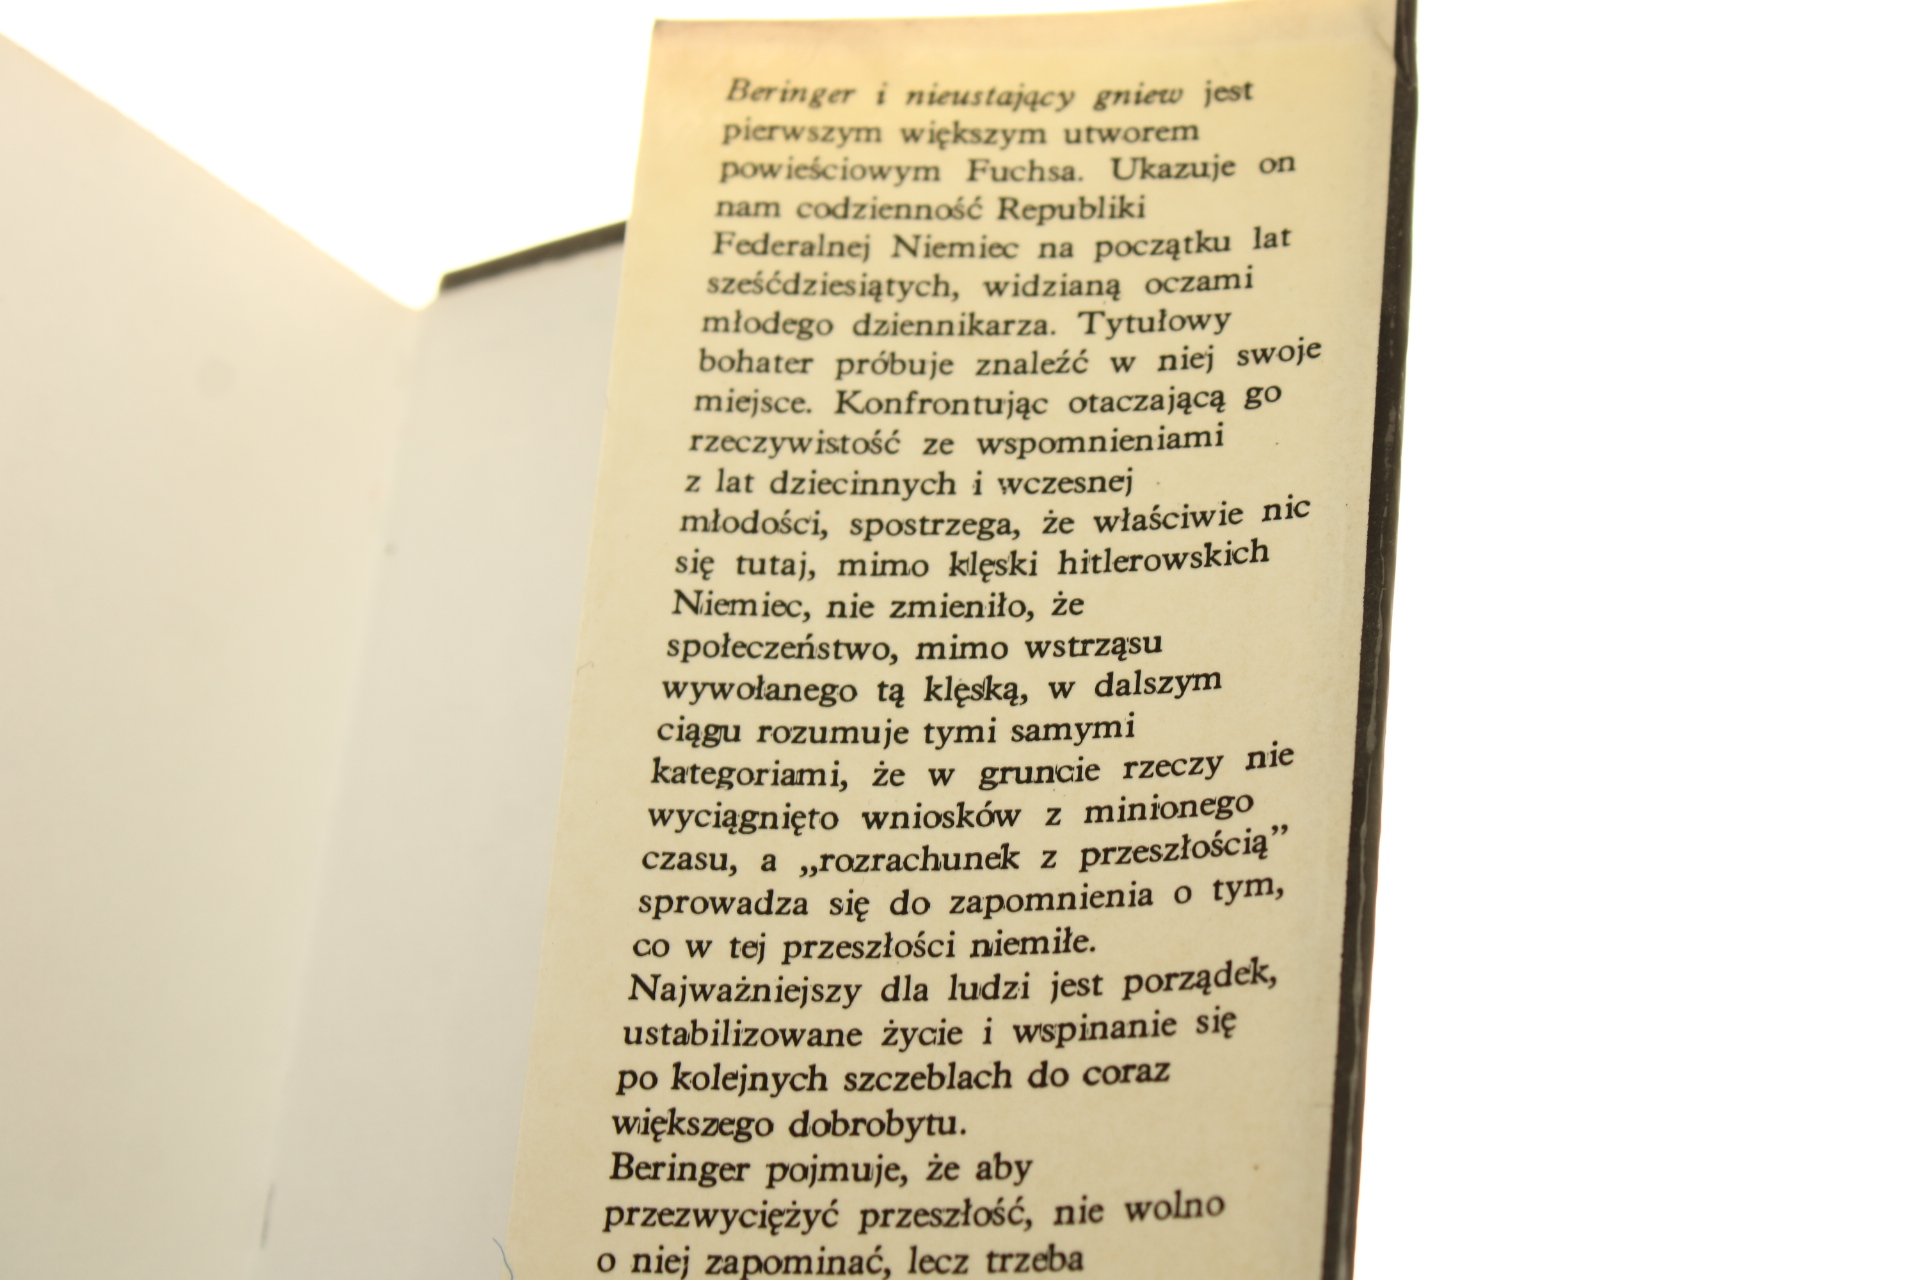 Beringer i nieustający gniew jest
pierwszym większym utworem
powieściowym Fuchsa. Ukazuje on
nam codzienność Republiki
Federalnej Niemiec na początku lat
sześćdziesiątych, widzianą oczami
młodego dziennikarza. Tytułowy
bohater próbuje znaleźć w niej swoje
miejsce. Konfrontując otaczającą go
rzeczywistość ze wspomnieniami
z lat dziecinnych i wczesnej
młodości, spostrzega, że właściwie nic
się tutaj, mimo klęski hitlerowskich
Niemiec, nie zmieniło, że
społeczeństwo, mimo wstrząsu
wywołanego tą klęską, w dalszym
ciągu rozumuje tymi samymi
kategoriami, że w gruncie rzeczy nie
wyciągnięto wniosków z minionego
czasu, a „rozrachunek z przeszłością”
sprowadza się do zapomnienia o tym,
co w tej przeszłości niemiłe.
Najważniejszy dla ludzi jest porządek,
ustabilizowane życie i wspinanie się
po kolejnych szczeblach do coraz
większego dobrobytu.
Beringer pojmuje, że aby
przezwyciężyć przeszłość, nie wolno
o niej zapominać, lecz trzeba